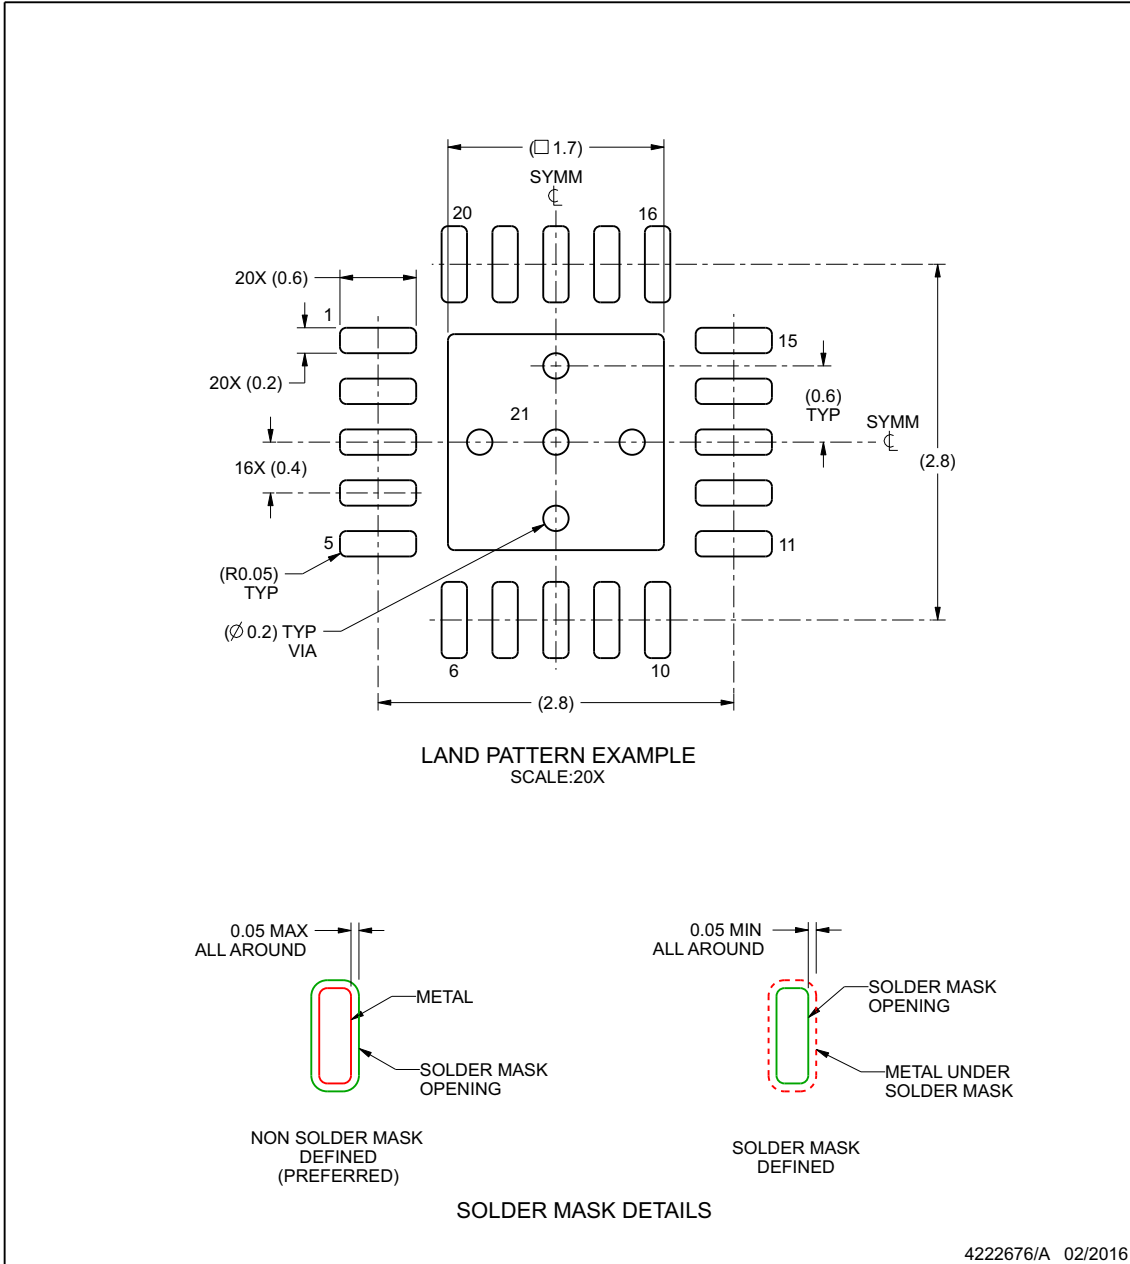 (□ 1.7)
SYMM
℄
20
16
20X (0.6)
1
15
20X (0.2)
(0.6)
TYP
21
SYMM
℄
(2.8)
16X (0.4)
5
11
(R0.05)
TYP
(∅ 0.2) TYP
VIA
6
10
(2.8)
LAND PATTERN EXAMPLE
SCALE:20X
0.05 MAX
ALL AROUND
METAL
SOLDER MASK
OPENING
NON SOLDER MASK
DEFINED
(PREFERRED)
0.05 MIN
ALL AROUND
SOLDER MASK
OPENING
METAL UNDER
SOLDER MASK
SOLDER MASK
DEFINED
SOLDER MASK DETAILS
4222676/A 02/2016